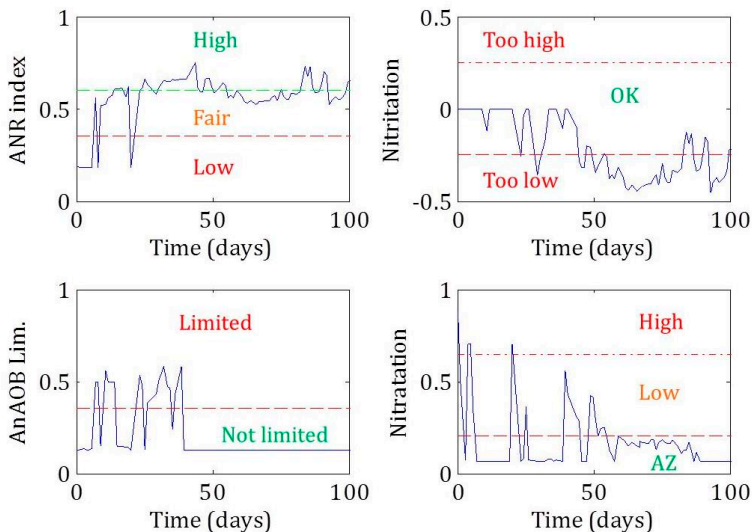 1
High
0.5
Fair
Low
0
0
50
100
ANR index
Time (days)
0.5
Too high
OK
0
Too low
-0.5
0
50
100
Nitritation
Time (days)
1
Limited
0.5
Not limited
0
0
50
100
AnAOB Lim.
Time (days)
1
High
0.5
Low
AZ
0
0
50
100
Nitratation
Time (days)